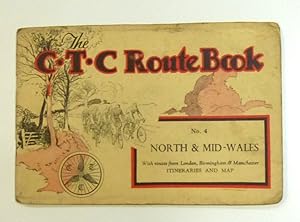 The
C·T·C Route Book
No. 4
NORTH & MID-WALES
With routes from London, Birmingham & Manchester
ITINERARIES AND MAP